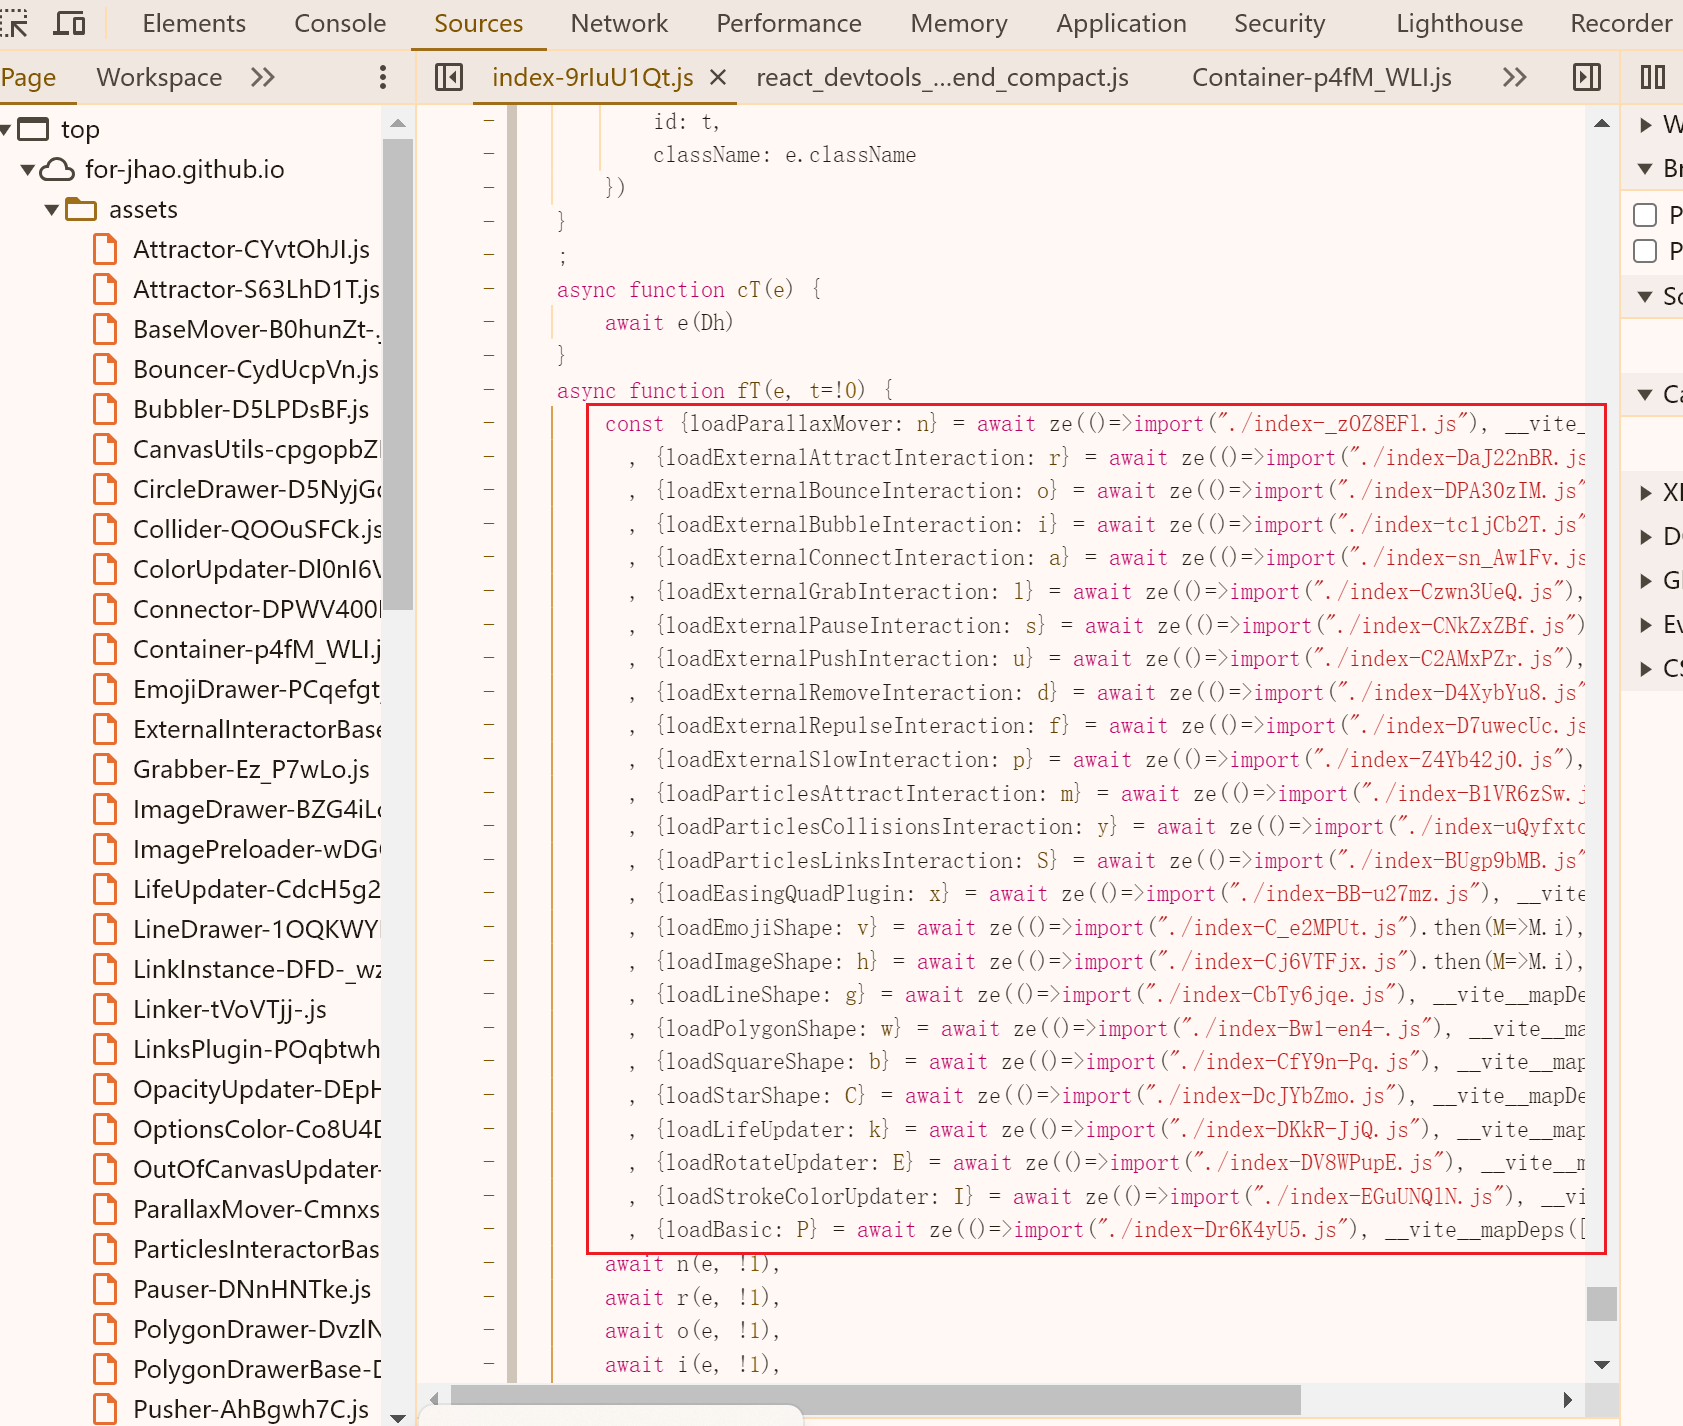 Elements Console Sources Network Performance Memory Application Security Lighthouse Recorder
Page Workspace
index-9rIuU1Qt.js react_devtools_...end_compact.js Container-p4fM_WLI.js
top
for-jhao.github.io
assets
Attractor-CYvtOhJI.js
Attractor-S63LhD1T.js
BaseMover-B0hunZt-.
Bouncer-CydUcpVn.js
Bubbler-D5LPDsBF.js
CanvasUtils-cpgopbZ
CircleDrawer-D5NyjG
Collider-QOOuSFCk.js
ColorUpdater-Dl0nI6
Connector-DPWV400
Container-p4fM_WLI.j
EmojiDrawer-PCqefgt
ExternalInteractorBase
Grabber-Ez_P7wLo.js
ImageDrawer-BZG4iL
ImagePreloader-wDG
LifeUpdater-CdcH5g2
LineDrawer-1OQKWY
LinkInstance-DFD-_wz
Linker-tVoVTjj-.js
LinksPlugin-POqbtwh
OpacityUpdater-DEpH
OptionsColor-Co8U4D
OutOfCanvasUpdater-
ParallaxMover-Cmnxs
ParticlesInteractorBas
Pauser-DNnHNTke.js
PolygonDrawer-DvzlN
PolygonDrawerBase-D
Pusher-AhBgwh7C.js
id: t,
className: e.className
})
}
;
async function cT(e) {
await e(Dh)
}
async function fT(e, t=!0) {
const {loadParallaxMover: n} = await ze(()=>import("./index-_zOZ8EFl.js"), __vite_
, {loadExternalAttractInteraction: r} = await ze(()=>import("./index-DaJ22nBR.js
, {loadExternalBounceInteraction: o} = await ze(()=>import("./index-DPA3OzIM.js"
, {loadExternalBubbleInteraction: i} = await ze(()=>import("./index-tc1jCb2T.js"
, {loadExternalConnectInteraction: a} = await ze(()=>import("./index-sn_Aw1Fv.js
, {loadExternalGrabInteraction: l} = await ze(()=>import("./index-Czwn3UeQ.js"),
, {loadExternalPauseInteraction: s} = await ze(()=>import("./index-CNkZxZBf.js")
, {loadExternalPushInteraction: u} = await ze(()=>import("./index-C2AMxPZr.js"),
, {loadExternalRemoveInteraction: d} = await ze(()=>import("./index-D4XybYu8.js"
, {loadExternalRepulseInteraction: f} = await ze(()=>import("./index-D7uwecUc.js
, {loadExternalSlowInteraction: p} = await ze(()=>import("./index-Z4Yb42jO.js"),
, {loadParticlesAttractInteraction: m} = await ze(()=>import("./index-B1VR6zSw.j
, {loadParticlesCollisionsInteraction: y} = await ze(()=>import("./index-uQyfxtc
, {loadParticlesLinksInteraction: S} = await ze(()=>import("./index-BUgp9bMB.js"
, {loadEasingQuadPlugin: x} = await ze(()=>import("./index-BB-u27mz.js"), __vite
, {loadEmojiShape: v} = await ze(()=>import("./index-C_e2MPUt.js").then(M=>M.i),
, {loadImageShape: h} = await ze(()=>import("./index-Cj6VTFjx.js").then(M=>M.i),
, {loadLineShape: g} = await ze(()=>import("./index-CbTy6jqe.js"), __vite__mapDe
, {loadPolygonShape: w} = await ze(()=>import("./index-Bw1-en4-.js"), __vite__ma
, {loadSquareShape: b} = await ze(()=>import("./index-CfY9n-Pq.js"), __vite__map
, {loadStarShape: C} = await ze(()=>import("./index-DcJYbZmo.js"), __vite__mapDe
, {loadLifeUpdater: k} = await ze(()=>import("./index-DKkR-JjQ.js"), __vite__map
, {loadRotateUpdater: E} = await ze(()=>import("./index-DV8WPupE.js"), __vite__m
, {loadStrokeColorUpdater: I} = await ze(()=>import("./index-EGuUNQlN.js"), __vi
, {loadBasic: P} = await ze(()=>import("./index-Dr6K4yU5.js"), __vite__mapDeps([
await n(e, !1),
await r(e, !1),
await o(e, !1),
await i(e, !1),
W
Br
P
P
Sc
Ca
XI
D
Gl
Ev
CS